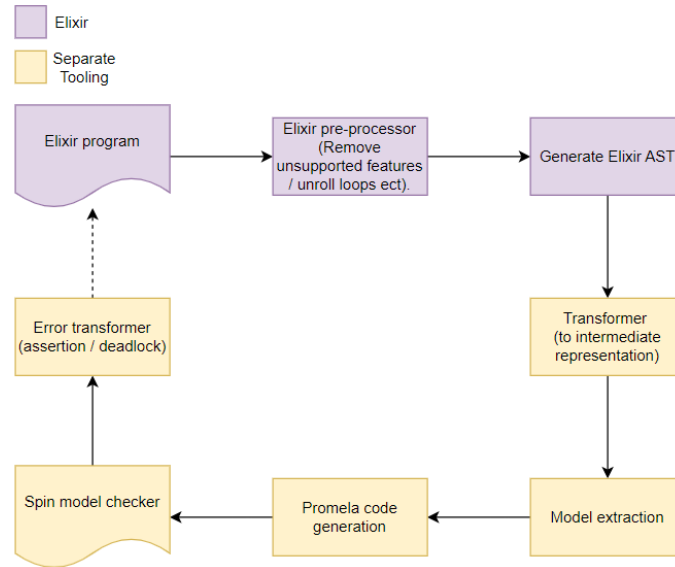 Elixir
Separate
Tooling
Elixir program
Elixir pre-processor
(Remove
unsupported features
/ unroll loops ect).
Generate Elixir AST
Error transformer
(assertion / deadlock)
Transformer
(to intermediate
representation)
Spin model checker
Promela code
generation
Model extraction